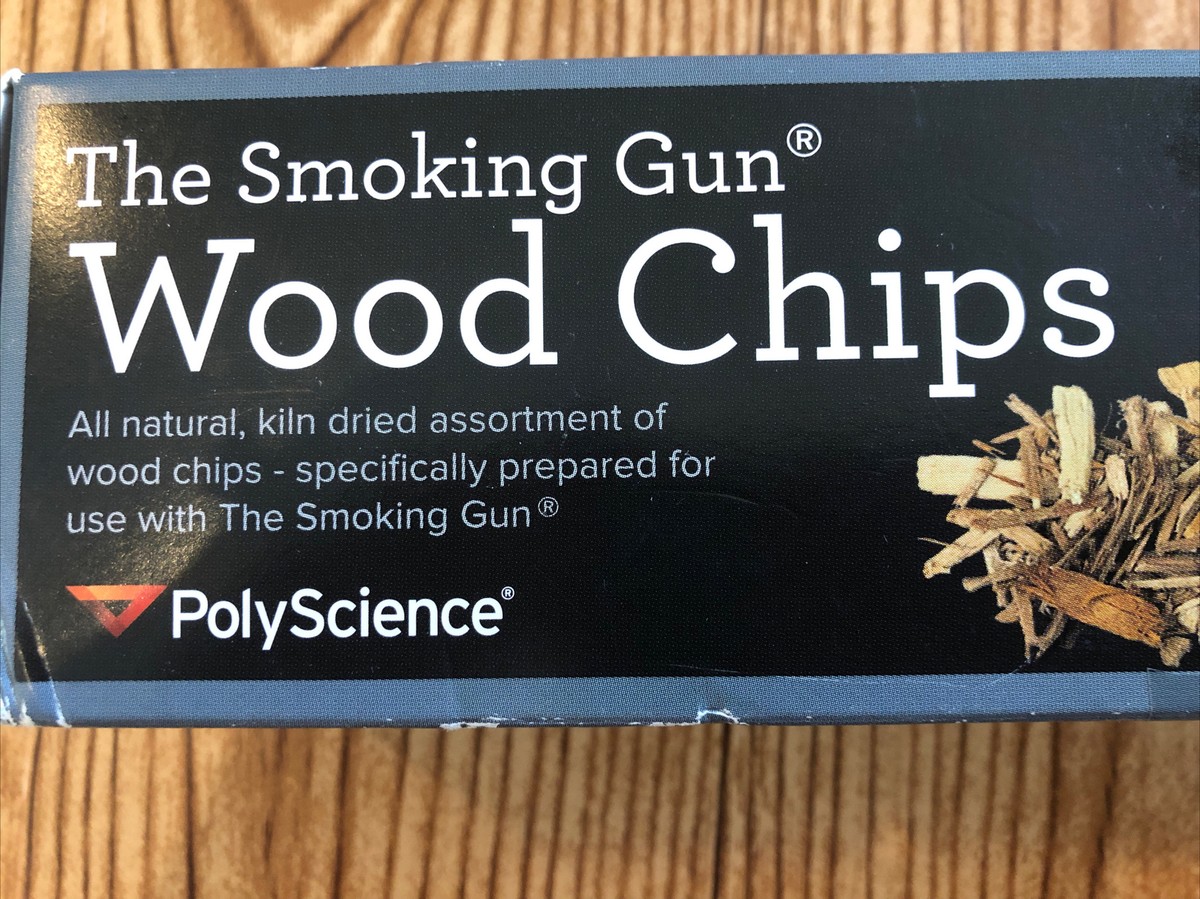 The Smoking Gun®
Wood Chips
All natural, kiln dried assortment of
wood chips - specifically prepared for
use with The Smoking Gun®
PolyScience®